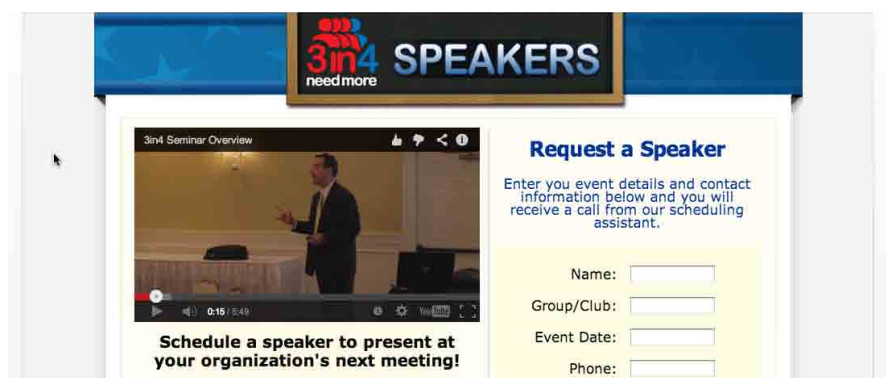 3in4
need more
SPEAKERS
3in4 Seminar Overview
0:15 / 5:49
YouTube
Schedule a speaker to present at
your organization's next meeting!
Request a Speaker
Enter you event details and contact
information below and you will
receive a call from our scheduling
assistant.
Name:
Group/Club:
Event Date:
Phone: